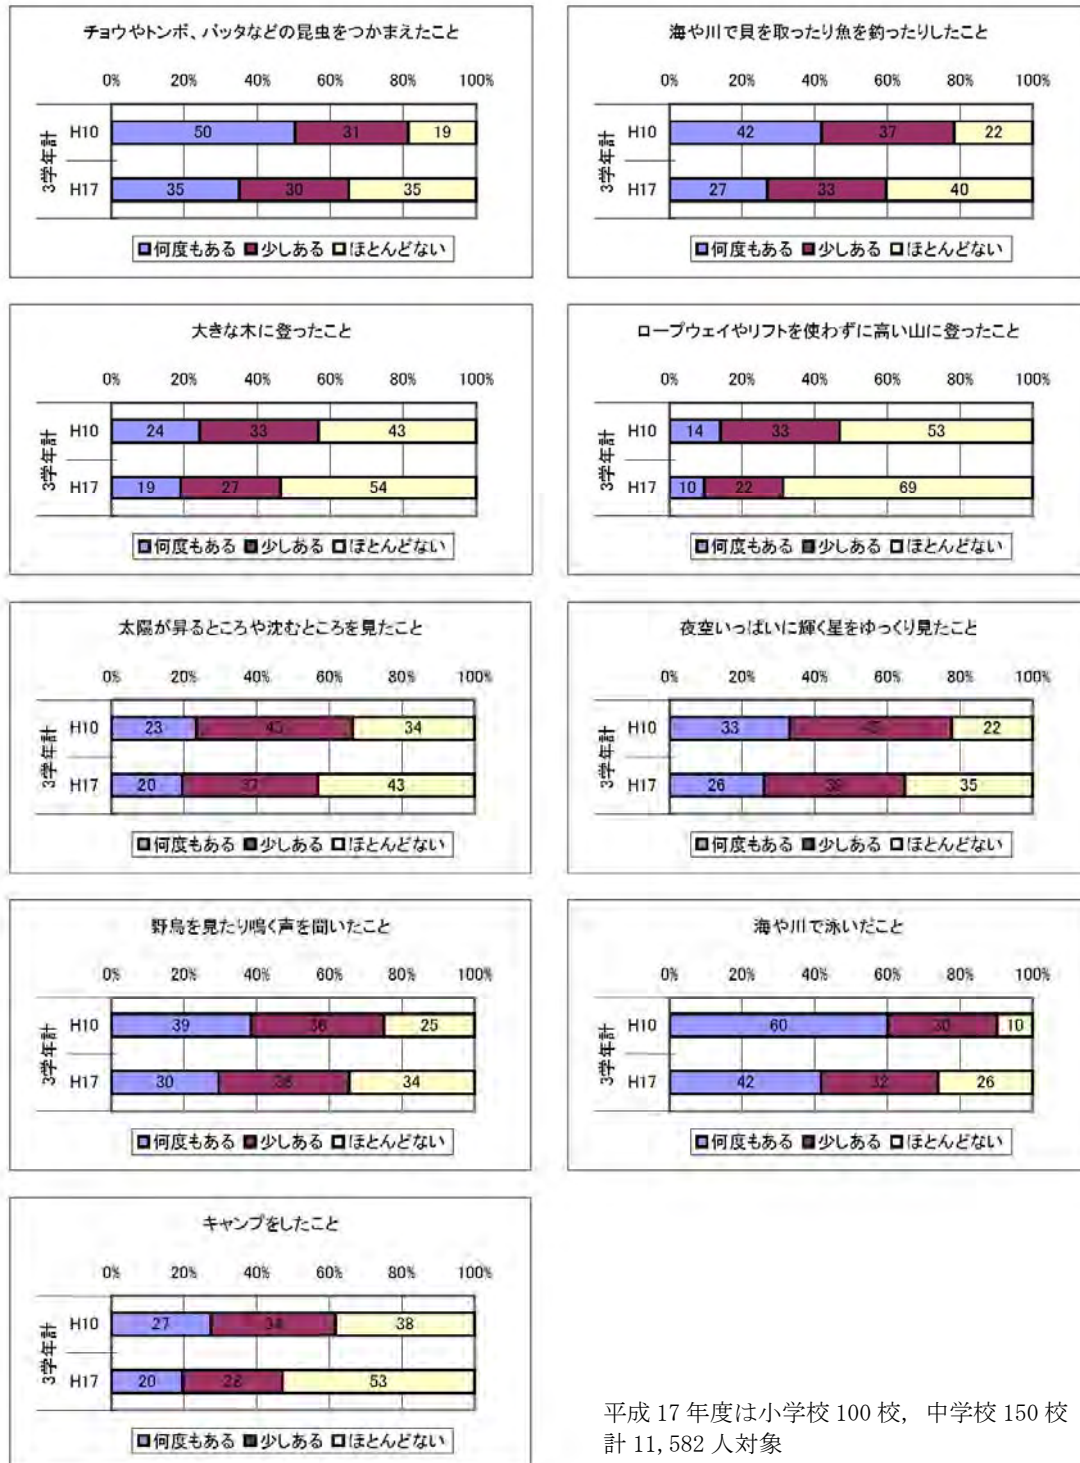 チョウやトンボ、バッタなどの昆虫をつかまえたこと
0% 20% 40% 60% 80% 100%
3学年計
H10 50 31 19
H17 35 30 35
何度もある 少しある ほとんどない
海や川で貝を取ったり魚を釣ったりしたこと
0% 20% 40% 60% 80% 100%
3学年計
H10 42 37 22
H17 27 33 40
何度もある 少しある ほとんどない
大きな木に登ったこと
0% 20% 40% 60% 80% 100%
3学年計
H10 24 33 43
H17 19 27 54
何度もある 少しある ほとんどない
ロープウェイやリフトを使わずに高い山に登ったこと
0% 20% 40% 60% 80% 100%
3学年計
H10 14 33 53
H17 10 22 69
何度もある 少しある ほとんどない
太陽が昇るところや沈むところを見たこと
0% 20% 40% 60% 80% 100%
3学年計
H10 23 43 34
H17 20 37 43
何度もある 少しある ほとんどない
夜空いっぱいに輝く星をゆっくり見たこと
0% 20% 40% 60% 80% 100%
3学年計
H10 33 45 22
H17 26 39 35
何度もある 少しある ほとんどない
野鳥を見たり鳴く声を聞いたこと
0% 20% 40% 60% 80% 100%
3学年計
H10 39 36 25
H17 30 36 34
何度もある 少しある ほとんどない
海や川で泳いだこと
0% 20% 40% 60% 80% 100%
3学年計
H10 60 30 10
H17 42 32 26
何度もある 少しある ほとんどない
キャンプをしたこと
0% 20% 40% 60% 80% 100%
3学年計
H10 27 34 38
H17 20 28 53
何度もある 少しある ほとんどない
平成 17 年度は小学校 100 校, 中学校 150 校
計 11,582 人対象